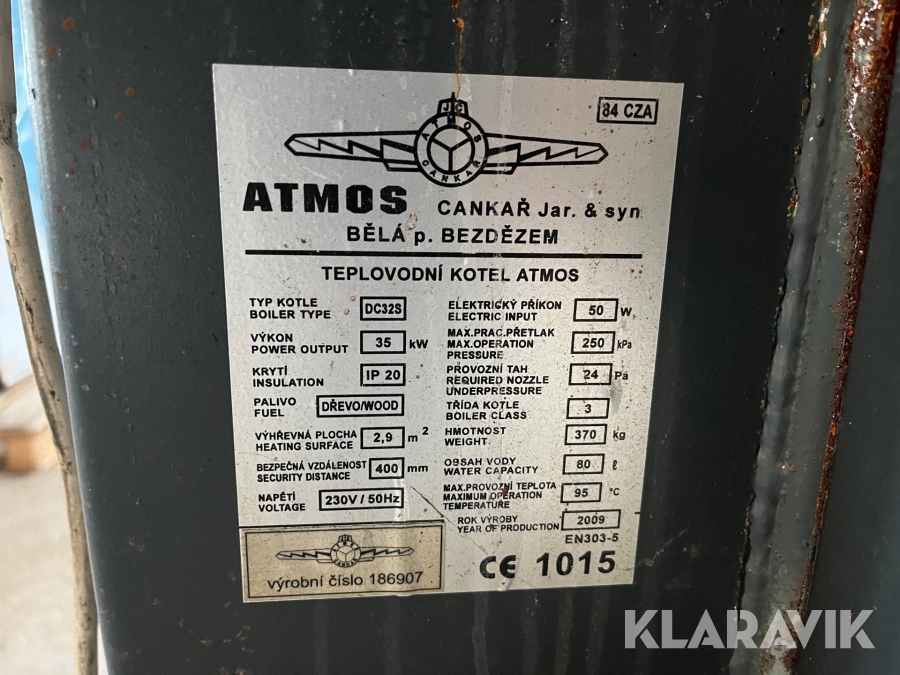 84 CZA
JC
ATMOS
CANKAŘ
ATMOS CANKAŘ Jar. & syn
BĚLÁ p. BEZDĚZEM
TEPLOVODNÍ KOTEL ATMOS
TYP KOTLE
BOILER TYPE DC32S
VÝKON
POWER OUTPUT 35 kW
KRYTÍ
INSULATION IP 20
PALIVO
FUEL DŘEVO/WOOD
VÝHŘEVNÁ PLOCHA
HEATING SURFACE 2,9 m²
BEZPEČNÁ VZDÁLENOST
SECURITY DISTANCE 400 mm
NAPĚTÍ
VOLTAGE 230V / 50Hz
ELEKTRICKÝ PŘÍKON
ELECTRIC INPUT 50 W
MAX.PRAC.PŘETLAK
MAX.OPERATION
PRESSURE 250 kPa
PROVOZNÍ TAH
REQUIRED NOZZLE
UNDERPRESSURE 24 Pa
TŘÍDA KOTLE
BOILER CLASS 3
HMOTNOST
WEIGHT 370 kg
OBSAH VODY
WATER CAPACITY 80 ℓ
MAX.PROVOZNÍ TEPLOTA
MAXIMUM OPERATION
TEMPERATURE 95 °C
ROK VÝROBY
YEAR OF PRODUCTION 2009
EN303-5
CE 1015
výrobní číslo 186907
KLARAVIK